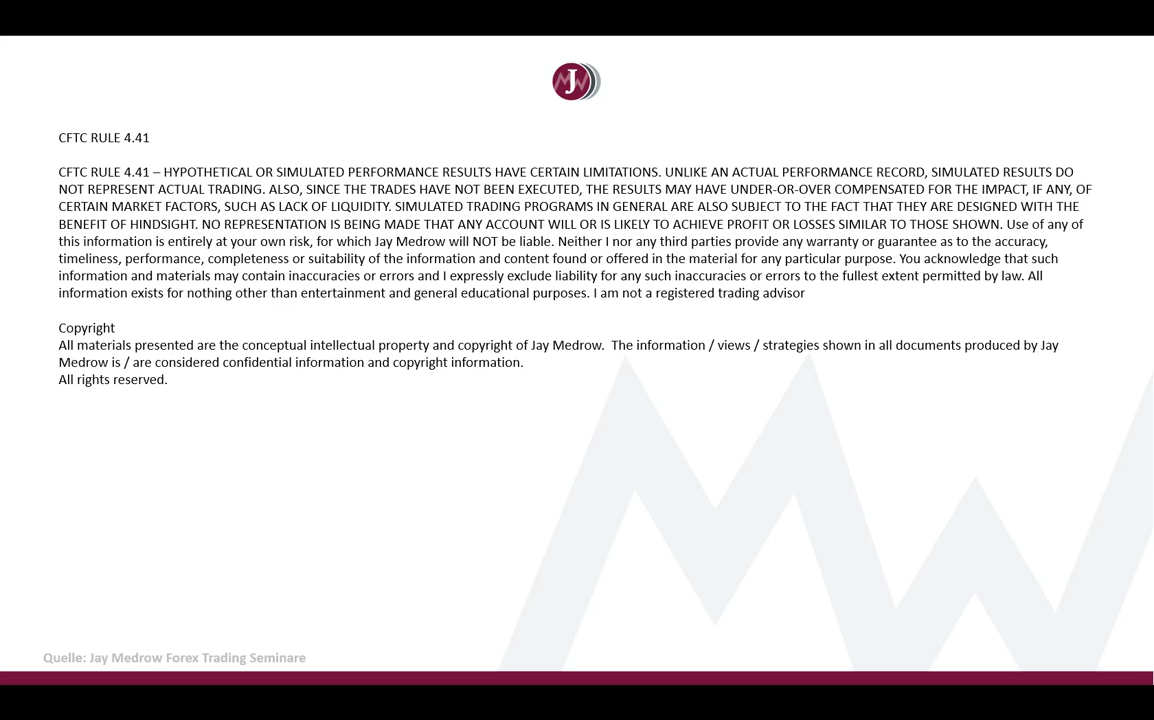 J
CFTC RULE 4.41
CFTC RULE 4.41 – HYPOTHETICAL OR SIMULATED PERFORMANCE RESULTS HAVE CERTAIN LIMITATIONS. UNLIKE AN ACTUAL PERFORMANCE RECORD, SIMULATED RESULTS DO
NOT REPRESENT ACTUAL TRADING. ALSO, SINCE THE TRADES HAVE NOT BEEN EXECUTED, THE RESULTS MAY HAVE UNDER-OR-OVER COMPENSATED FOR THE IMPACT, IF ANY, OF
CERTAIN MARKET FACTORS, SUCH AS LACK OF LIQUIDITY. SIMULATED TRADING PROGRAMS IN GENERAL ARE ALSO SUBJECT TO THE FACT THAT THEY ARE DESIGNED WITH THE
BENEFIT OF HINDSIGHT. NO REPRESENTATION IS BEING MADE THAT ANY ACCOUNT WILL OR IS LIKELY TO ACHIEVE PROFIT OR LOSSES SIMILAR TO THOSE SHOWN. Use of any of
this information is entirely at your own risk, for which Jay Medrow will NOT be liable. Neither I nor any third parties provide any warranty or guarantee as to the accuracy,
timeliness, performance, completeness or suitability of the information and content found or offered in the material for any particular purpose. You acknowledge that such
information and materials may contain inaccuracies or errors and I expressly exclude liability for any such inaccuracies or errors to the fullest extent permitted by law. All
information exists for nothing other than entertainment and general educational purposes. I am not a registered trading advisor
Copyright
All materials presented are the conceptual intellectual property and copyright of Jay Medrow.  The information / views / strategies shown in all documents produced by Jay
Medrow is / are considered confidential information and copyright information.
All rights reserved.
Quelle: Jay Medrow Forex Trading Seminare